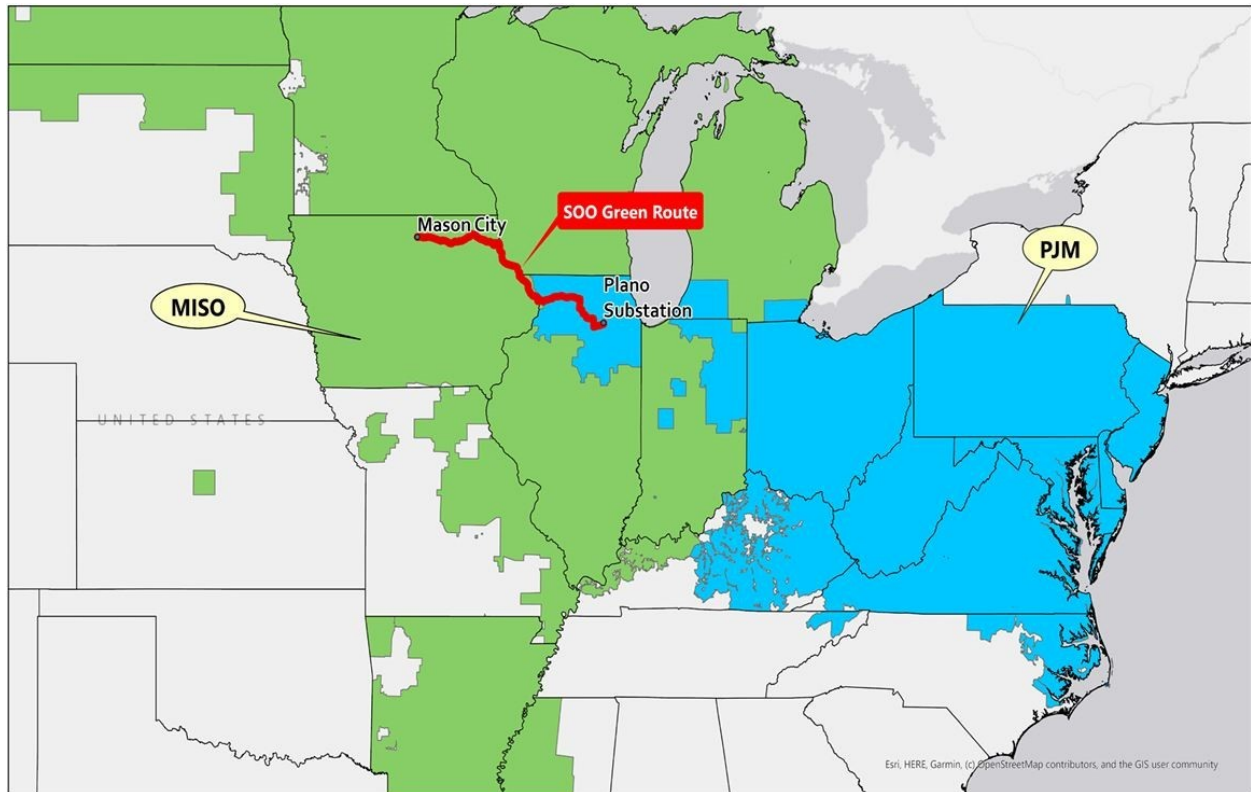 SOO Green Route
Mason City
PJM
Plano
Substation
MISO
UNITED STATES
Esri, HERE, Garmin, (c) OpenStreetMap contributors, and the GIS user community